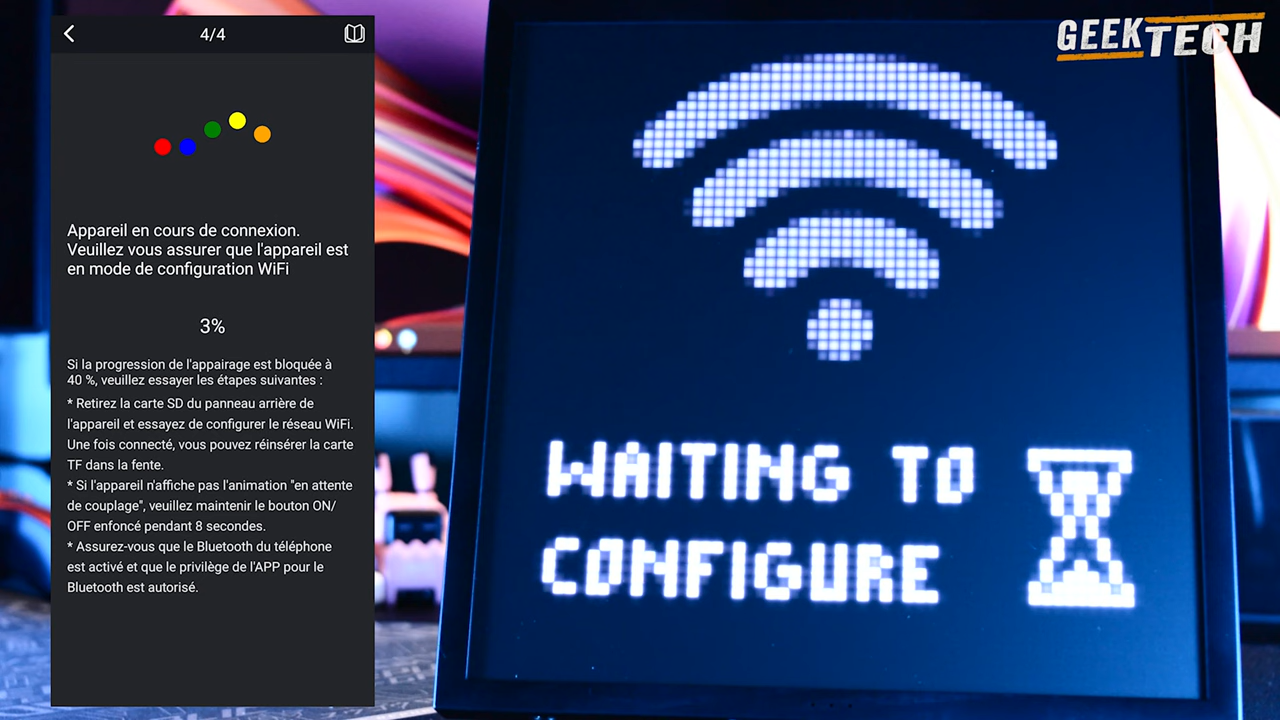 4/4
Appareil en cours de connexion.
Veuillez vous assurer que l'appareil est
en mode de configuration WiFi
3%
Si la progression de l'appairage est bloquée à
40 %, veuillez essayer les étapes suivantes :
* Retirez la carte SD du panneau arrière de
l'appareil et essayez de configurer le réseau WiFi.
Une fois connecté, vous pouvez réinsérer la carte
TF dans la fente.
* Si l'appareil n'affiche pas l'animation "en attente
de couplage", veuillez maintenir le bouton ON/
OFF enfoncé pendant 8 secondes.
* Assurez-vous que le Bluetooth du téléphone
est activé et que le privilège de l'APP pour le
Bluetooth est autorisé.
GEEKTECH
WAITING TO
CONFIGURE